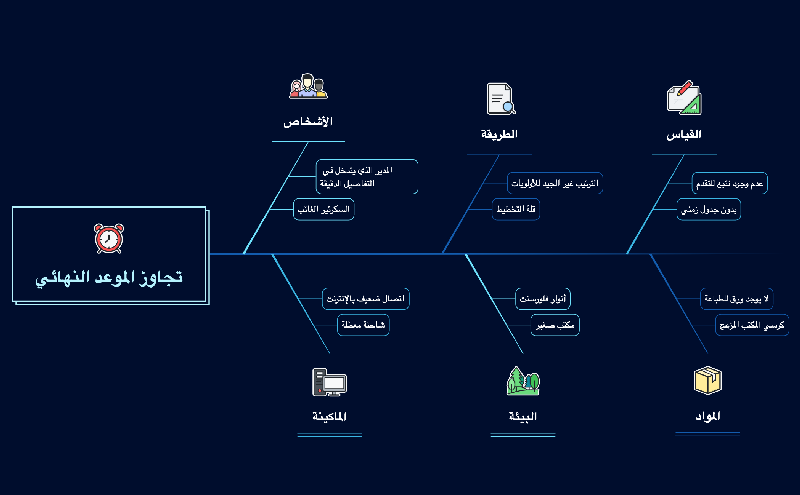 الأشخاص
الطريقة
القياس
المدير الذي يتدخل في
التفاصيل الدقيقة
السكرتير الغائب
الترتيب غير الجيد للأولويات
قلة التخطيط
عدم وجود تتبع للتقدم
بدون جدول زمني
تجاوز الموعد النهائي
اتصال ضعيف بالإنترنت
شاشة معطلة
أنوار فلورسنت
مكتب صغير
لا يوجد ورق لطباعة
كرسي المكتب المزعج
الماكينة
البيئة
المواد